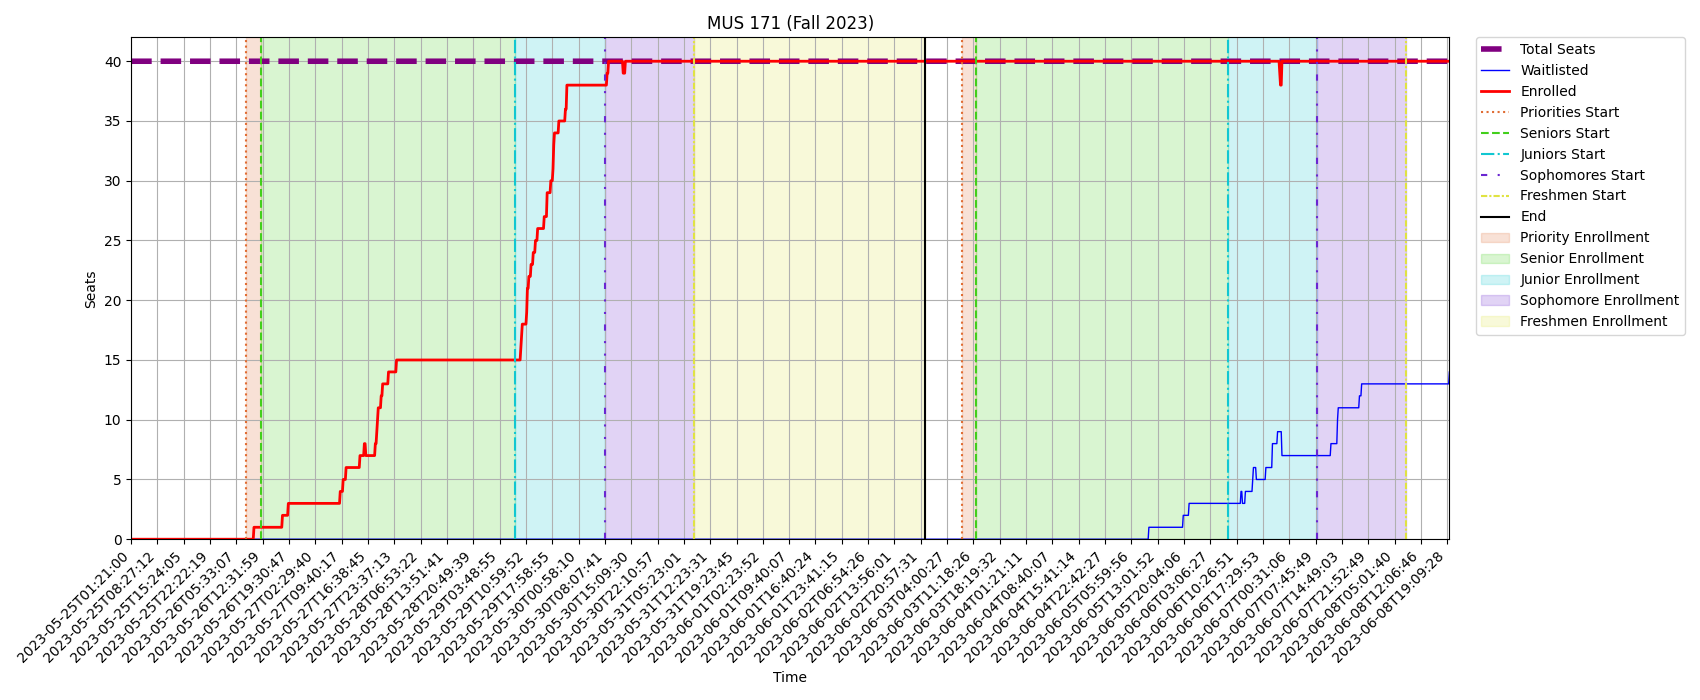 MUS 171 (Fall 2023)
Seats
40
35
30
25
20
15
10
5
0
2023-05-25T01:21:00
2023-05-25T08:27:12
2023-05-25T15:24:05
2023-05-25T22:22:19
2023-05-26T05:33:07
2023-05-26T12:31:59
2023-05-26T19:30:47
2023-05-27T02:29:40
2023-05-27T09:40:17
2023-05-27T16:38:45
2023-05-27T23:37:13
2023-05-28T06:53:22
2023-05-28T13:51:41
2023-05-28T20:49:39
2023-05-29T03:48:55
2023-05-29T10:59:52
2023-05-29T17:58:55
2023-05-30T00:58:10
2023-05-30T08:07:41
2023-05-30T15:09:30
2023-05-30T22:10:57
2023-05-31T05:23:01
2023-05-31T12:23:31
2023-05-31T19:23:45
2023-06-01T02:23:52
2023-06-01T09:40:07
2023-06-01T16:40:24
2023-06-01T23:41:15
2023-06-02T06:54:26
2023-06-02T13:56:01
2023-06-02T20:57:31
2023-06-03T04:00:27
2023-06-03T11:18:26
2023-06-03T18:19:32
2023-06-04T01:21:11
2023-06-04T08:40:07
2023-06-04T15:41:14
2023-06-04T22:42:27
2023-06-05T05:59:56
2023-06-05T13:01:52
2023-06-05T20:04:06
2023-06-06T03:06:27
2023-06-06T10:26:51
2023-06-06T17:29:53
2023-06-07T00:31:06
2023-06-07T07:45:49
2023-06-07T14:49:03
2023-06-07T21:52:49
2023-06-08T05:01:40
2023-06-08T12:06:46
2023-06-08T19:09:28
Time
Total Seats
Waitlisted
Enrolled
Priorities Start
Seniors Start
Juniors Start
Sophomores Start
Freshmen Start
End
Priority Enrollment
Senior Enrollment
Junior Enrollment
Sophomore Enrollment
Freshmen Enrollment